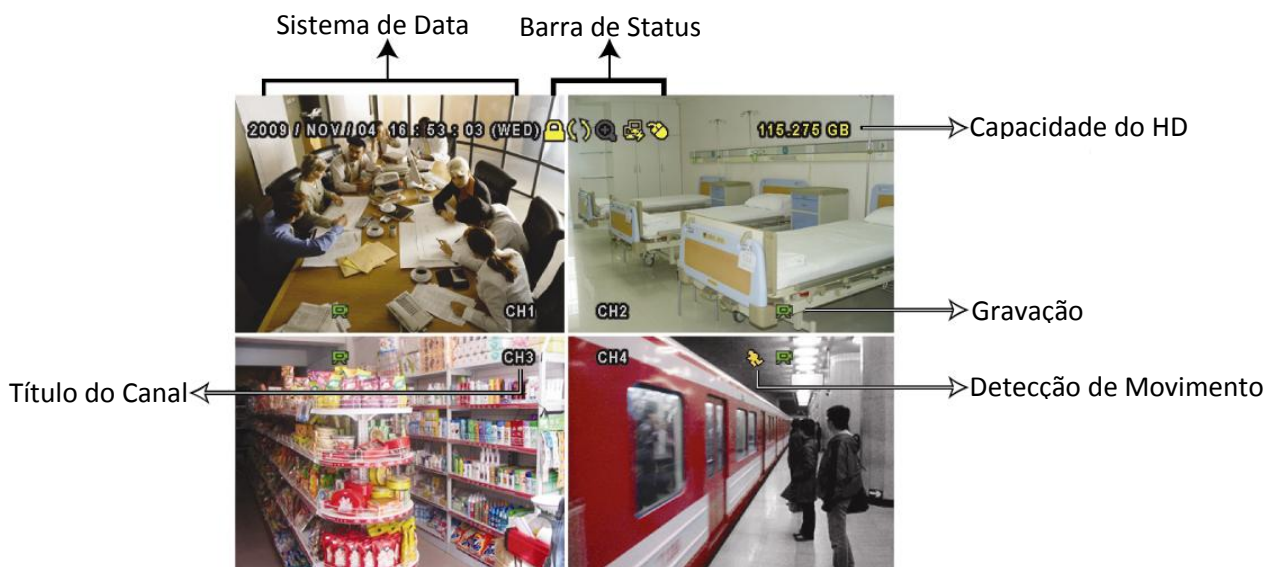 Sistema de Data
Barra de Status
2009 / NOV / 04 16 : 53 : 03 (WED)
115.275 GB
Capacidade do HD
CH1
CH2
Gravação
CH3
CH4
Título do Canal
Detecção de Movimento